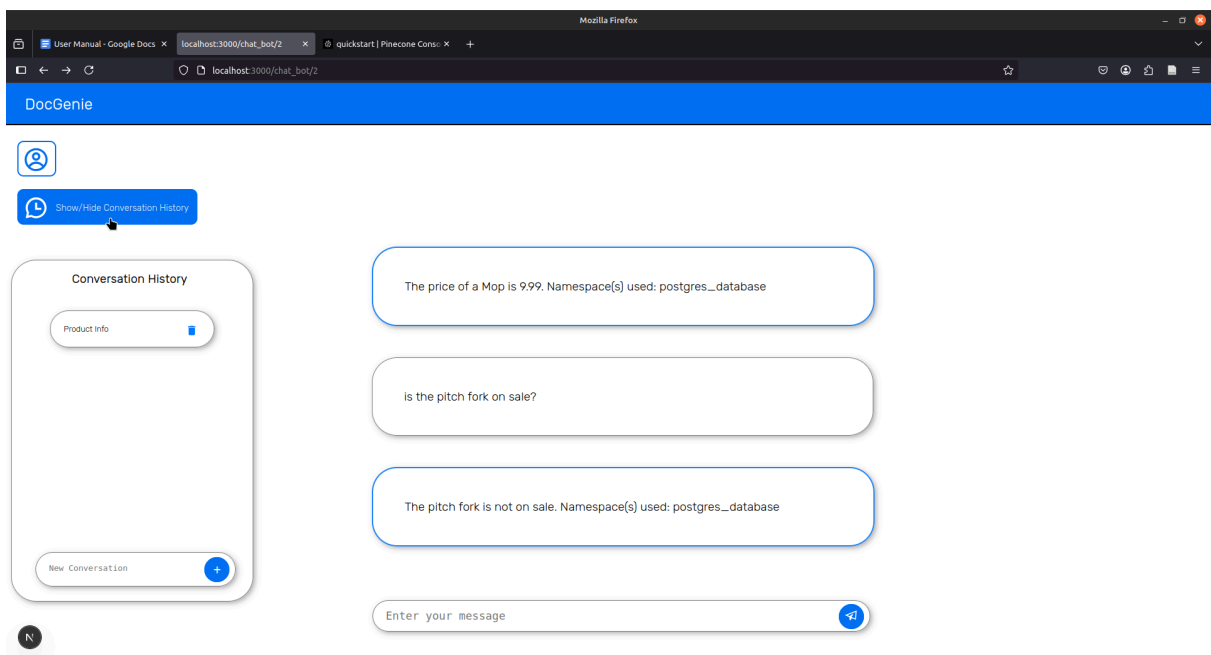 Mozilla Firefox
User Manual - Google Docs
localhost:3000/chat_bot/2
quickstart | Pinecone Conso
localhost:3000/chat_bot/2
DocGenie
Show/Hide Conversation History
Conversation History
Product Info
New Conversation
The price of a Mop is 9.99. Namespace(s) used: postgres_database
is the pitch fork on sale?
The pitch fork is not on sale. Namespace(s) used: postgres_database
Enter your message
N